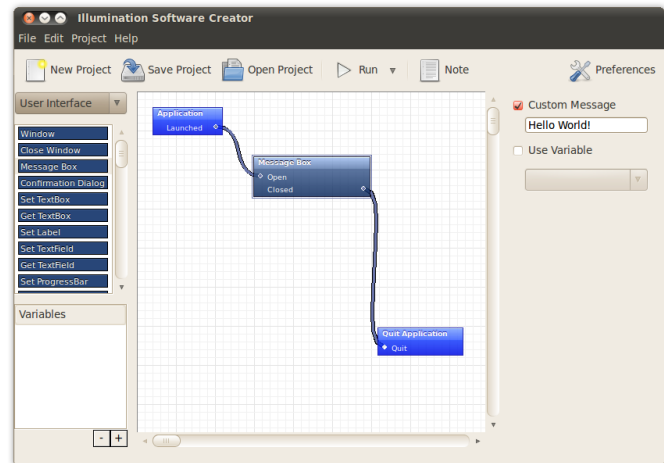 Illumination Software Creator
File Edit Project Help
New Project Save Project Open Project Run Note Preferences
User Interface
Window
Close Window
Message Box
Confirmation Dialog
Set TextBox
Get TextBox
Set Label
Set TextField
Get TextField
Set ProgressBar
Variables
- +
Application
Launched
Message Box
Open
Closed
Quit Application
Quit
Custom Message
Hello World!
Use Variable